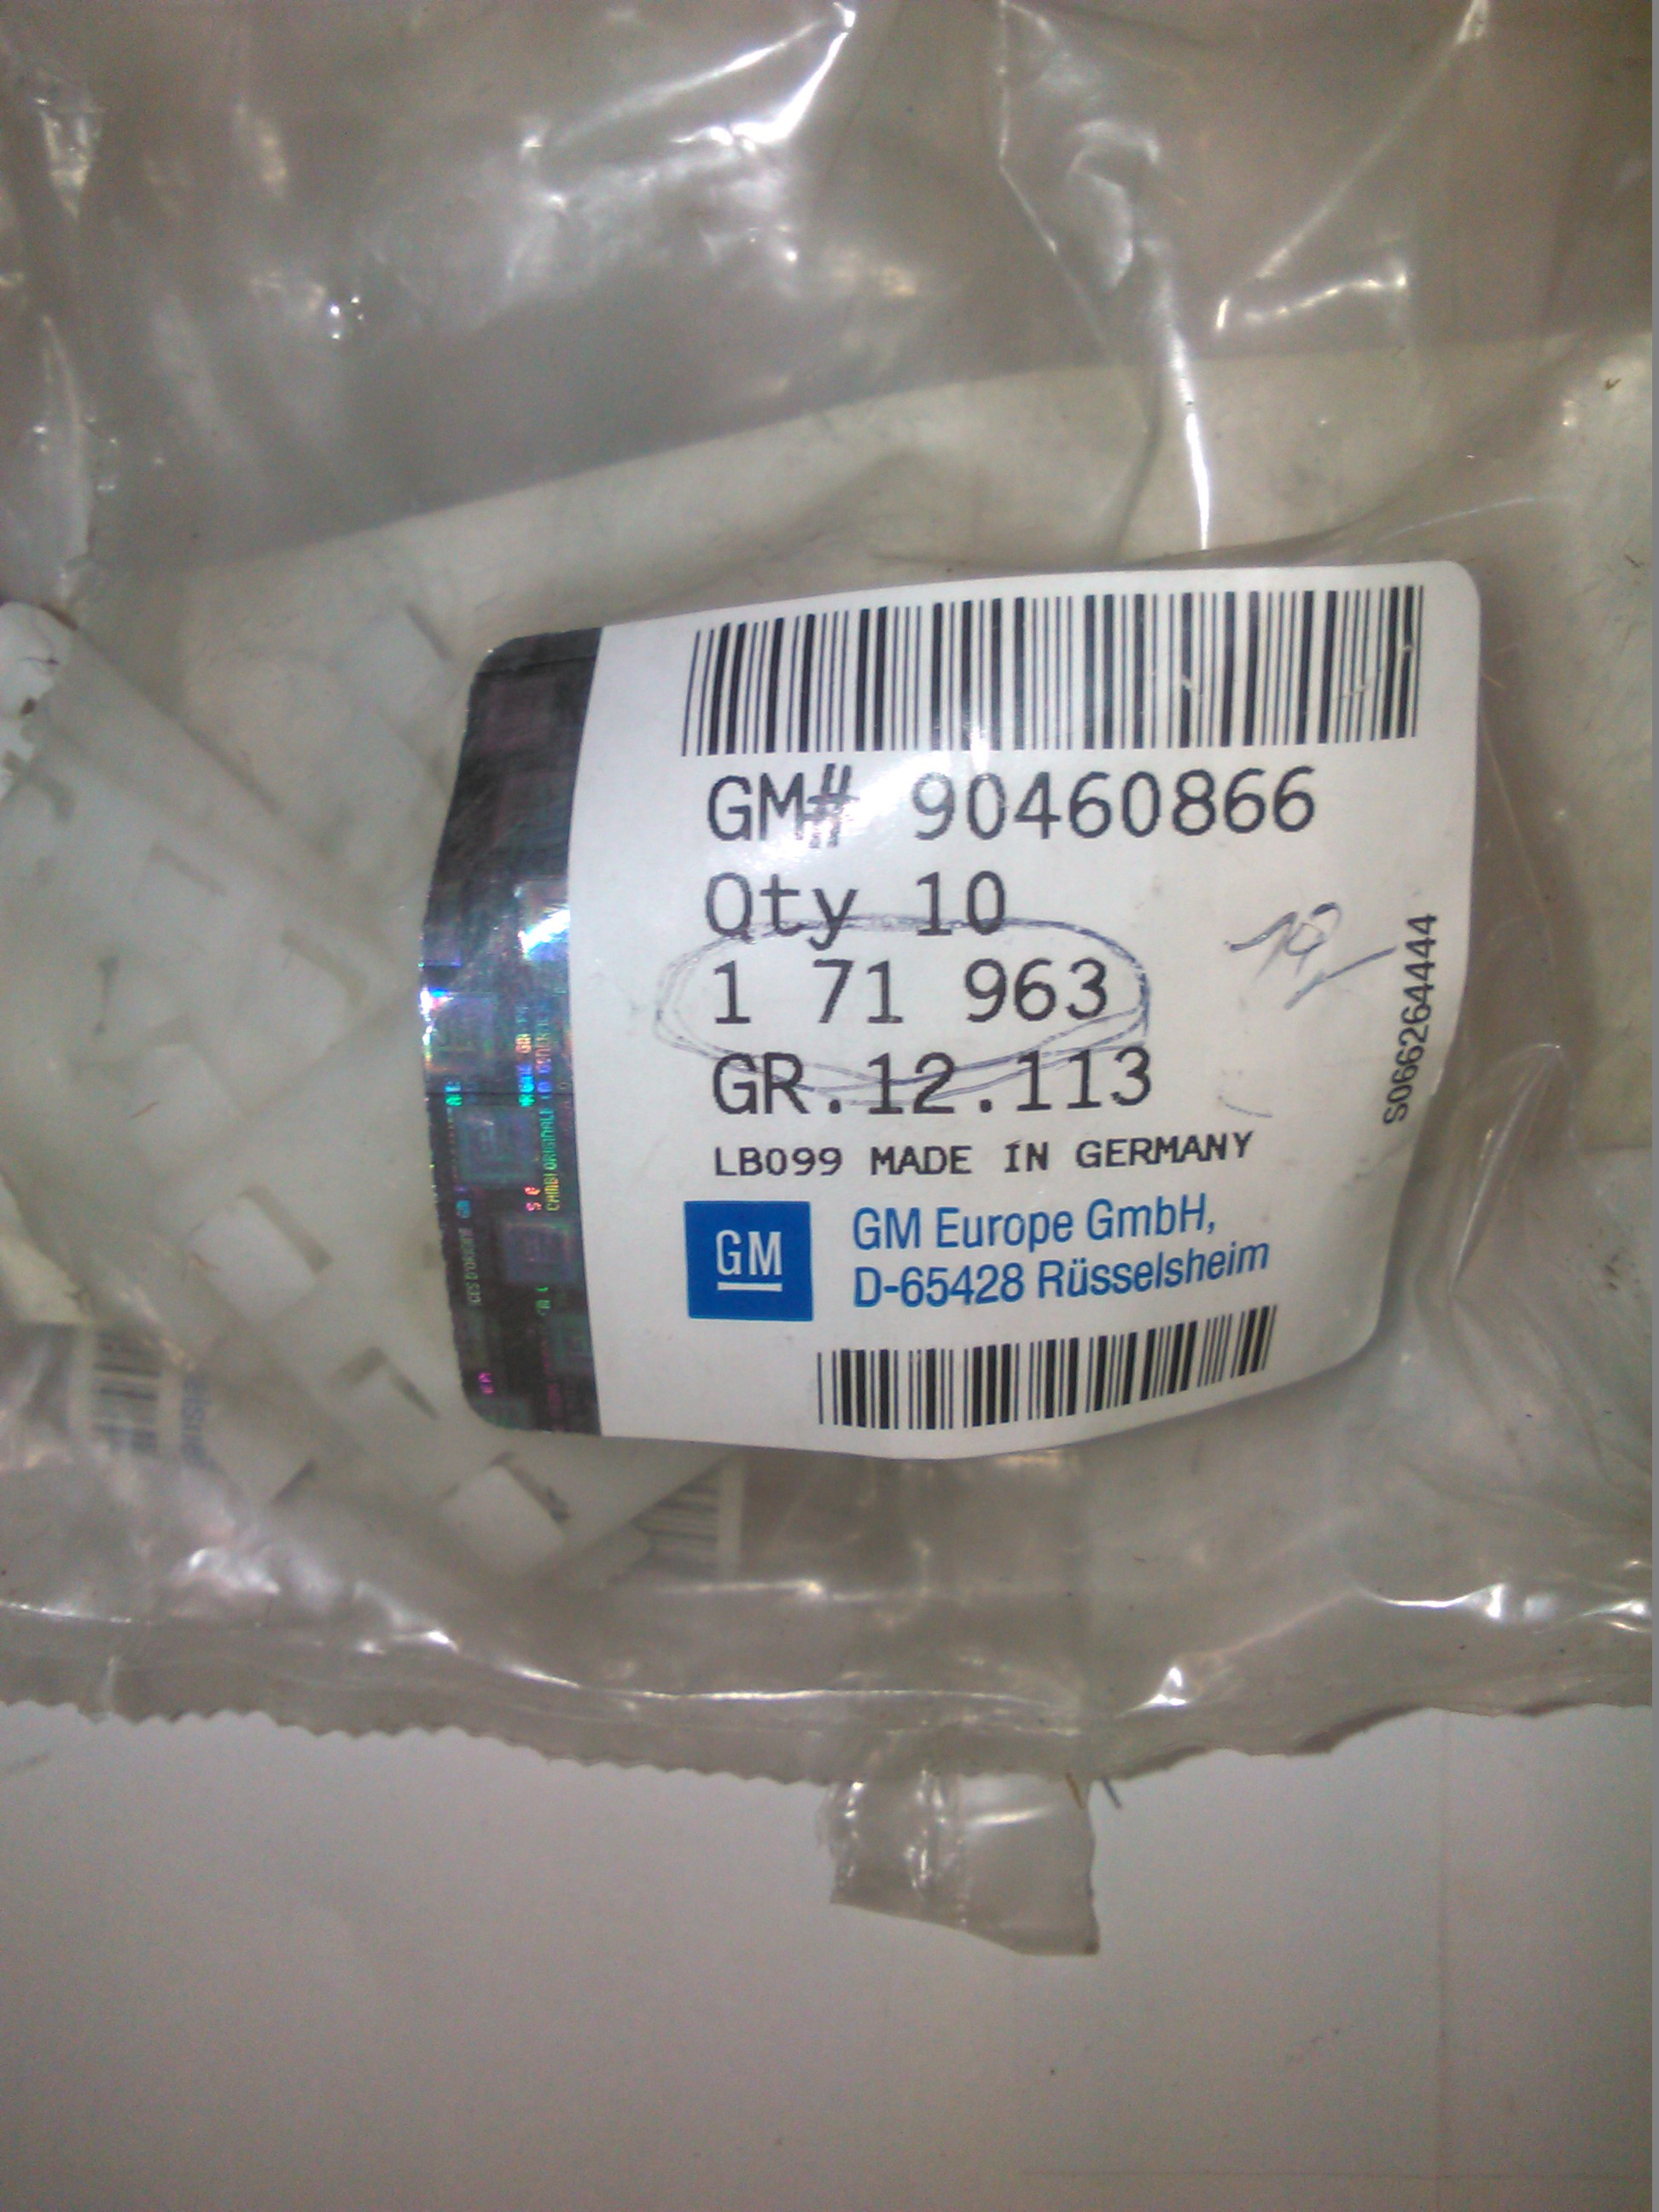 GM# 90460866
Qty 10
1 71 963
GR.12.113
LB099 MADE IN GERMANY
GM
GM Europe GmbH,
D-65428 Rüsselsheim
S066264444